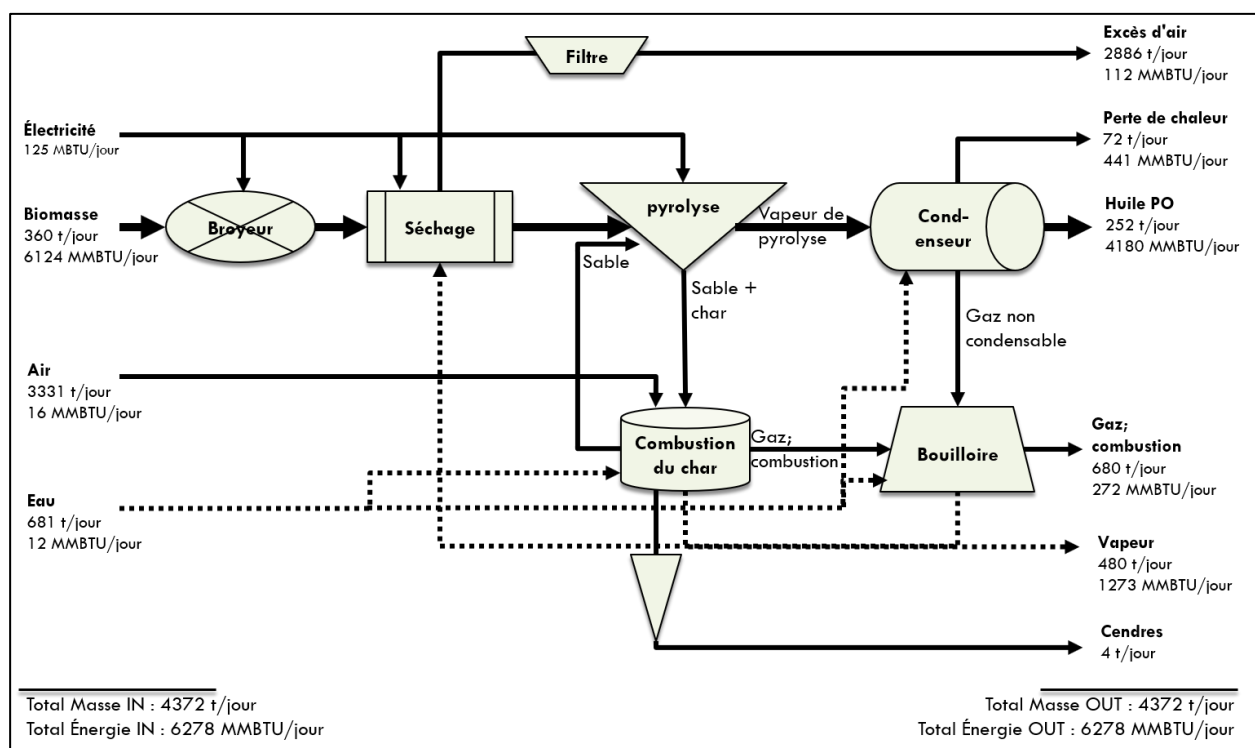 Excès d'air
2886 t/jour
112 MMBTU/jour
Filtre
Électricité
125 MBTU/jour
Perte de chaleur
72 t/jour
441 MMBTU/jour
Biomasse
360 t/jour
6124 MMBTU/jour
Broyeur
Séchage
pyrolyse
Vapeur de
pyrolyse
Cond-
enseur
Huile PO
252 t/jour
4180 MMBTU/jour
Sable
Sable +
char
Gaz non
condensable
Air
3331 t/jour
16 MMBTU/jour
Combustion
du char
Gaz;
combustion
Bouilloire
Gaz;
combustion
680 t/jour
272 MMBTU/jour
Eau
681 t/jour
12 MMBTU/jour
Vapeur
480 t/jour
1273 MMBTU/jour
Cendres
4 t/jour
Total Masse IN : 4372 t/jour
Total Énergie IN : 6278 MMBTU/jour
Total Masse OUT : 4372 t/jour
Total Énergie OUT : 6278 MMBTU/jour